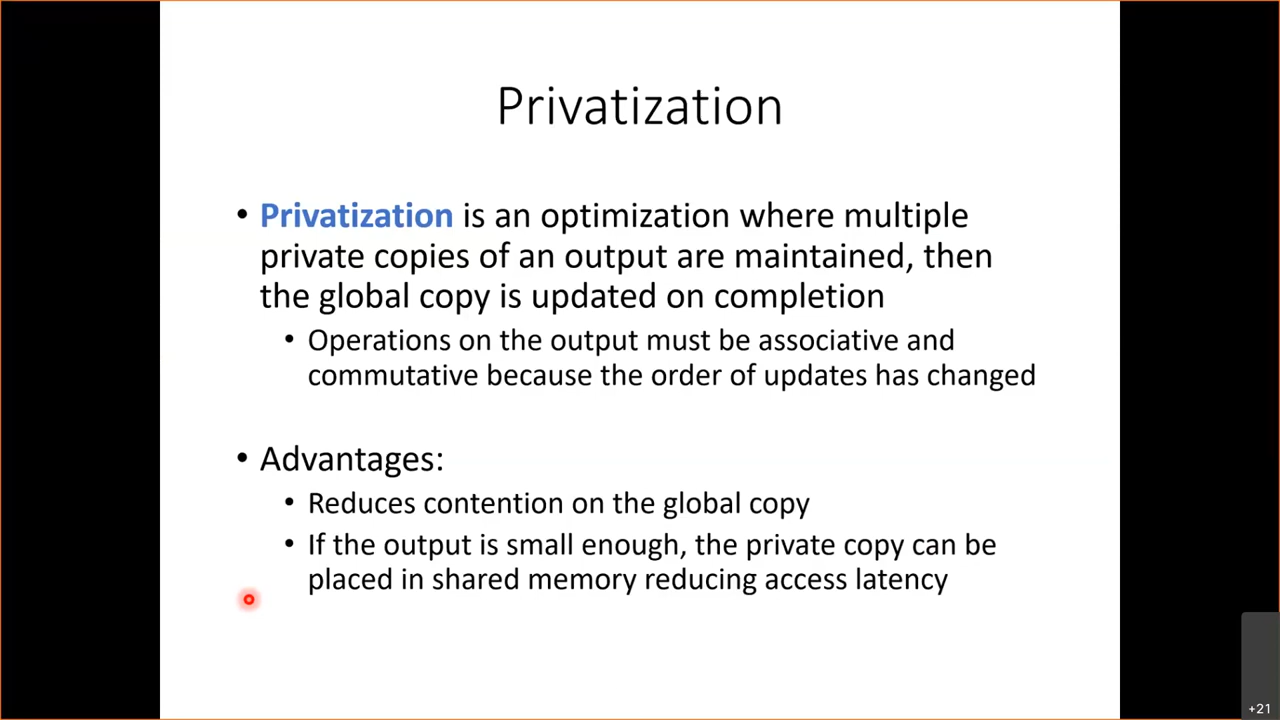 Privatization
• Privatization is an optimization where multiple
private copies of an output are maintained, then
the global copy is updated on completion
• Operations on the output must be associative and
commutative because the order of updates has changed
• Advantages:
• Reduces contention on the global copy
• If the output is small enough, the private copy can be
placed in shared memory reducing access latency
+21